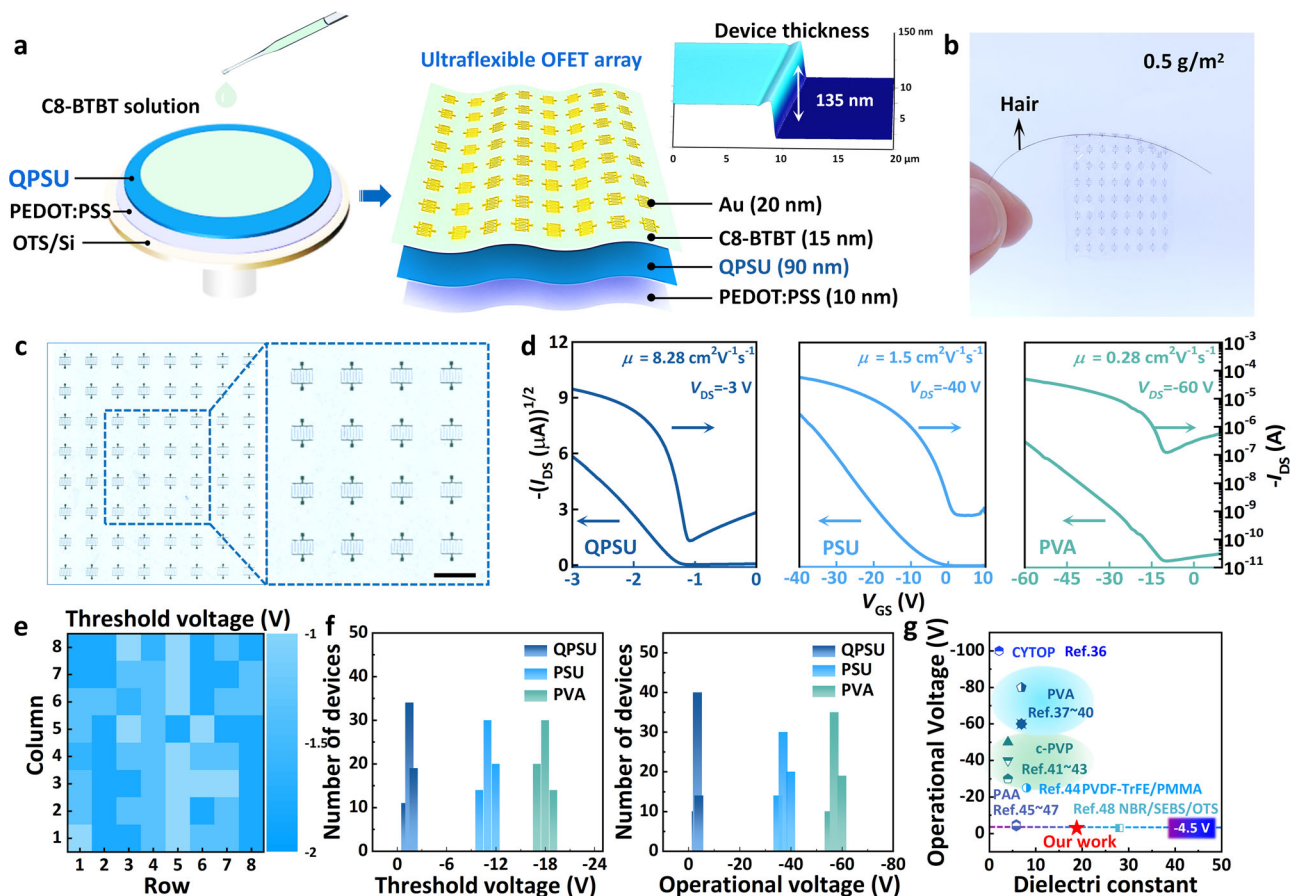 a
C8-BTBT solution
QPSU
PEDOT:PSS
OTS/Si
Ultraflexible OFET array
Device thickness
150 nm
10
5
135 nm
0
5
10
15
20 μm
Au (20 nm)
C8-BTBT (15 nm)
QPSU (90 nm)
PEDOT:PSS (10 nm)
b
0.5 g/m²
Hair
c
d
-(I_DS (μA))^1/2
12
9
6
3
0
μ = 8.28 cm²V⁻¹s⁻¹
V_DS=-3 V
QPSU
-3
-2
-1
0
μ = 1.5 cm²V⁻¹s⁻¹
V_DS=-40 V
PSU
-40
-30
-20
-10
0
10
V_GS (V)
μ = 0.28 cm²V⁻¹s⁻¹
V_DS=-60 V
PVA
-60
-45
-30
-15
0
10⁻³
10⁻⁴
10⁻⁵
10⁻⁶
10⁻⁷
10⁻⁸
10⁻⁹
10⁻¹⁰
10⁻¹¹
-I_DS (A)
e
Threshold voltage (V)
Column
8
7
6
5
4
3
2
1
1 2 3 4 5 6 7 8
Row
-1
-1.5
-2
f
Number of devices
50
40
30
20
10
0
QPSU
PSU
PVA
0 -6 -12 -18 -24
Threshold voltage (V)
Number of devices
50
40
30
20
10
0
QPSU
PSU
PVA
0 -20 -40 -60 -80
Operational voltage (V)
g
Operational Voltage (V)
-100
-80
-60
-40
-20
0
CYTOP Ref.36
PVA
Ref.37~40
c-PVP
Ref.41~43
Ref.44 PVDF-TrFE/PMMA
PAA
Ref.45~47
Ref.48 NBR/SEBS/OTS
-4.5 V
Our work
0 10 20 30 40 50
Dielectri constant